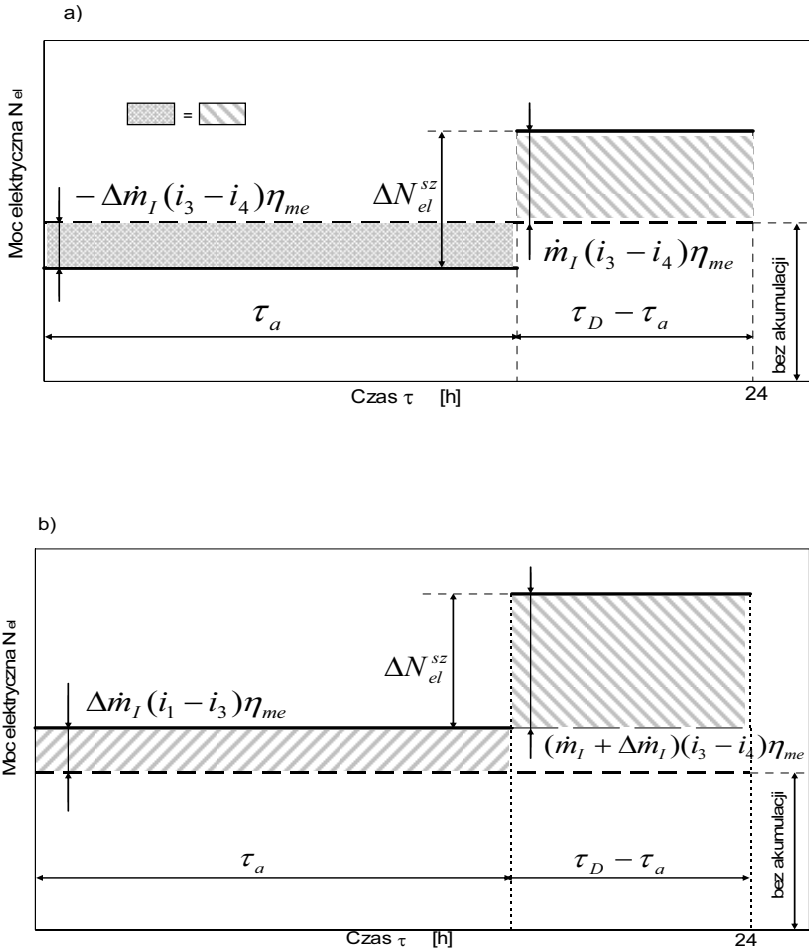 a)
Moc elektryczna N el
=
− Δṁ_I (i_3 − i_4)η_me
ΔN_el^sz
ṁ_I (i_3 − i_4)η_me
τ_a
τ_D − τ_a
bez akumulacji
Czas τ [h]
24
b)
Moc elektryczna N el
ΔN_el^sz
Δṁ_I (i_1 − i_3)η_me
(ṁ_I + Δṁ_I)(i_3 − i_4)η_me
τ_a
τ_D − τ_a
bez akumulacji
Czas τ [h]
24